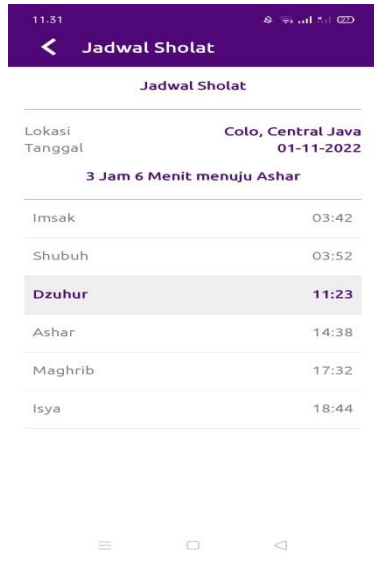 11.31
27
Jadwal Sholat
Jadwal Sholat
Lokasi Colo, Central Java
Tanggal 01-11-2022
3 Jam 6 Menit menuju Ashar
Imsak 03:42
Shubuh 03:52
Dzuhur 11:23
Ashar 14:38
Maghrib 17:32
Isya 18:44